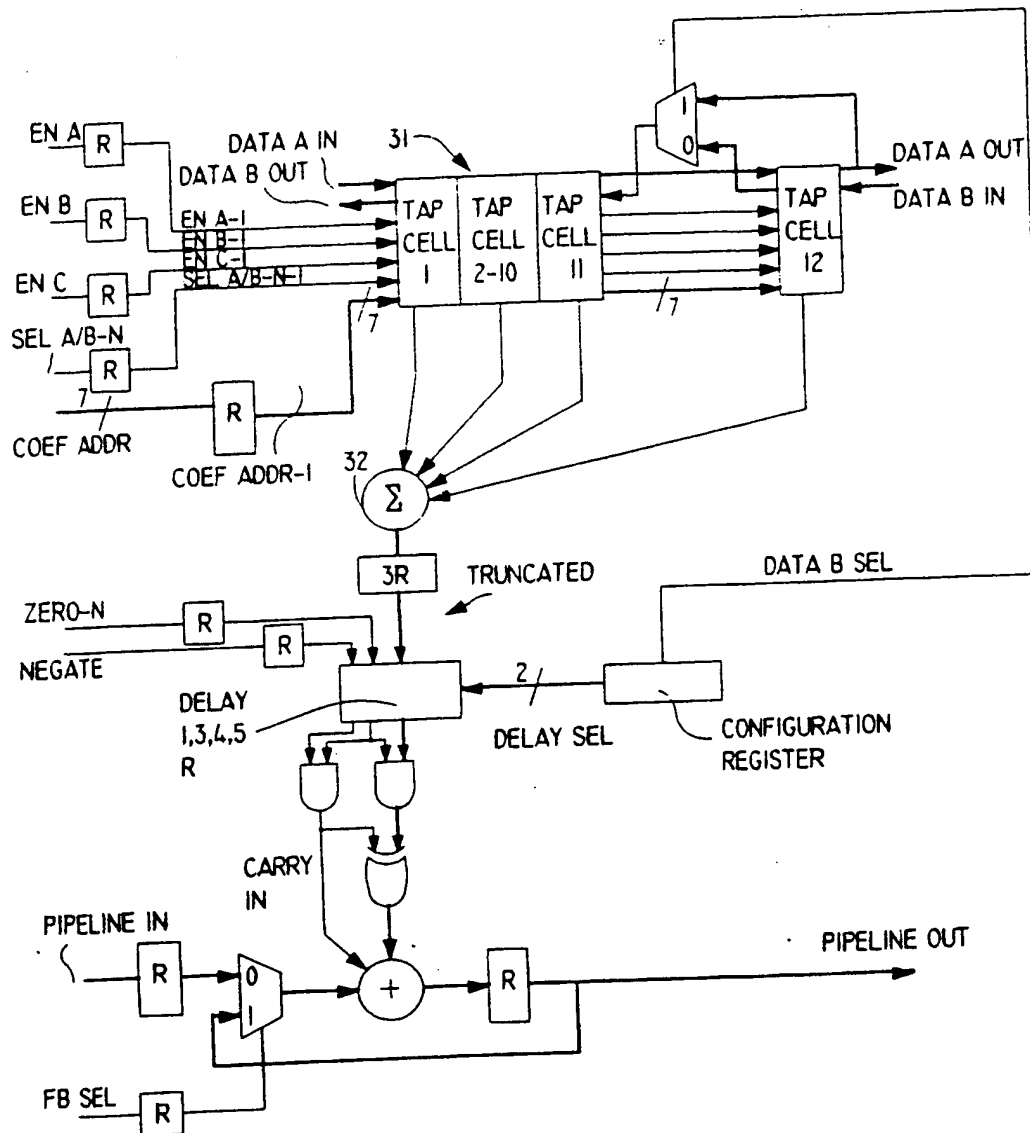 EN A
R
EN B
R
EN C
R
SEL A/B-N
R
7
COEF ADDR
R
COEF ADDR-1
DATA A IN
DATA B OUT
EN A-1
EN B-1
EN C-1
SEL A/B-N-1
7
31
TAP
CELL
1
TAP
CELL
2-10
TAP
CELL
11
7
1
0
TAP
CELL
12
DATA A OUT
DATA B IN
32
Σ
3R
TRUNCATED
DATA B SEL
ZERO-N
R
NEGATE
R
DELAY
1,3,4,5
R
2
DELAY SEL
CONFIGURATION
REGISTER
CARRY
IN
PIPELINE IN
R
0
1
+
R
PIPELINE OUT
FB SEL
R